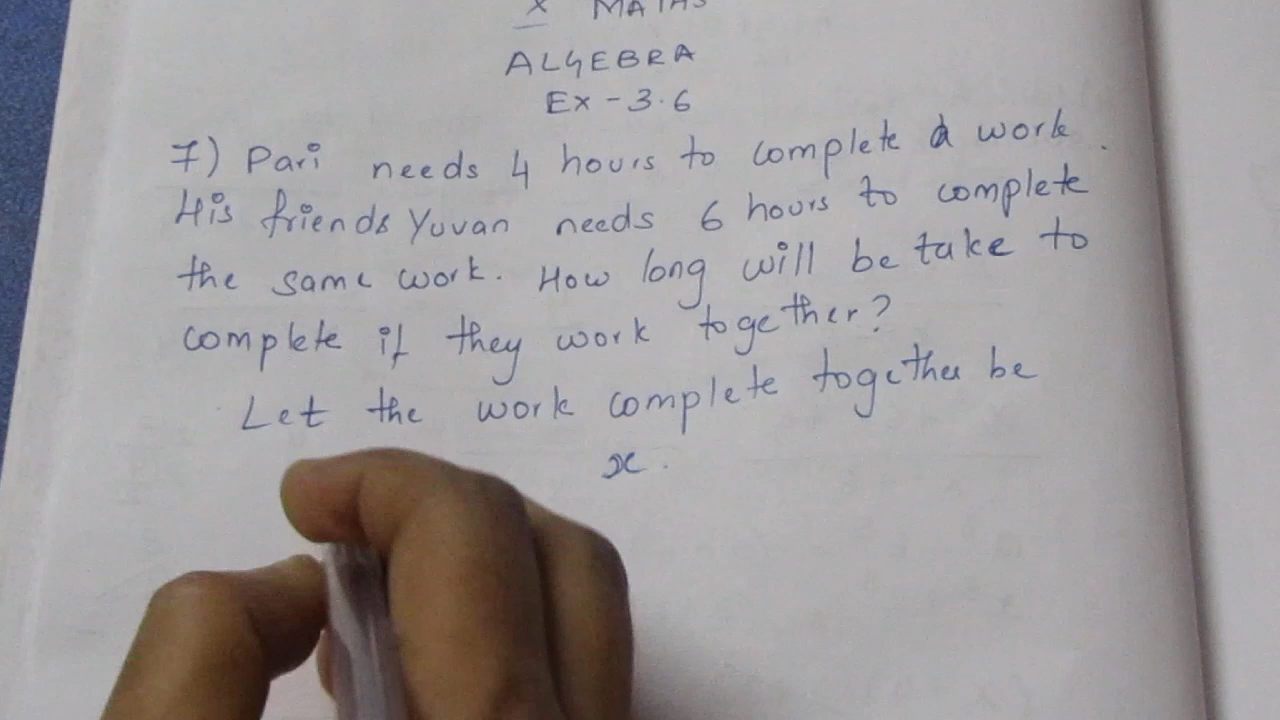 X MATHS
ALGEBRA
Ex - 3.6
7) Pari needs 4 hours to complete a work.
His friends Yuvan needs 6 hours to complete
the same work. How long will be take to
complete if they work together?
Let the work complete together be
x.